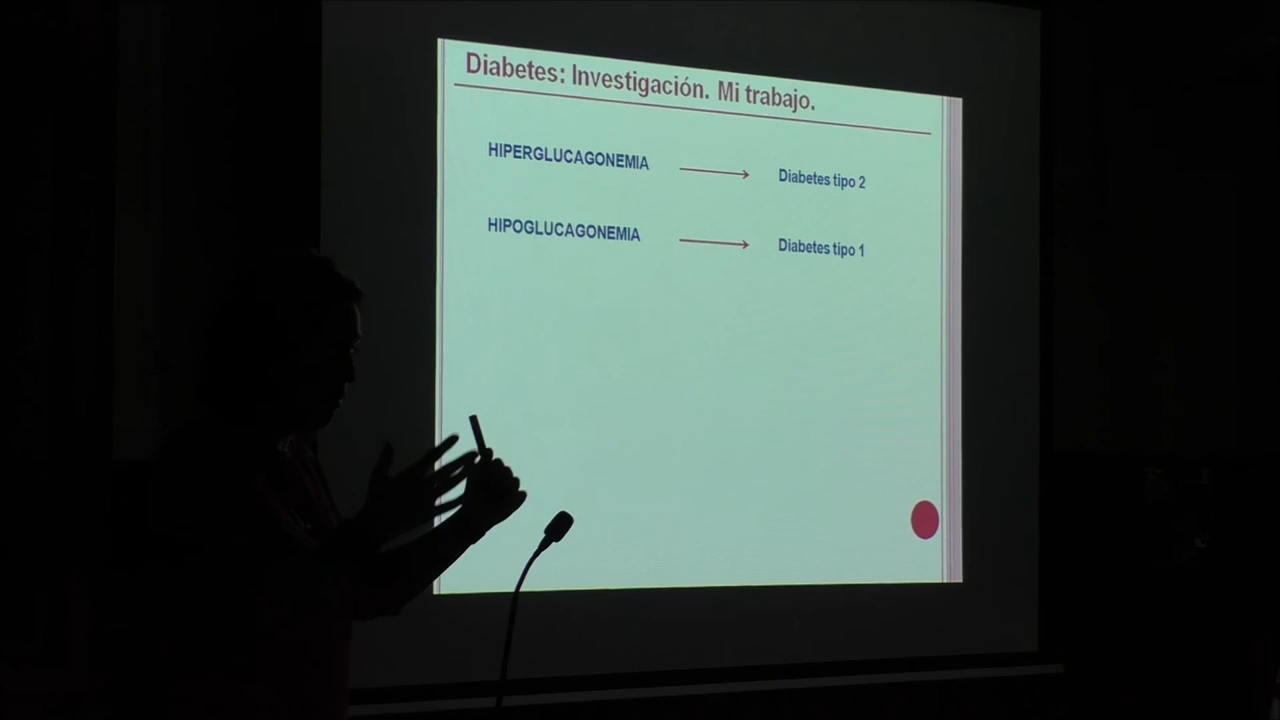 Diabetes: Investigación. Mi trabajo.
HIPERGLUCAGONEMIA → Diabetes tipo 2
HIPOGLUCAGONEMIA → Diabetes tipo 1